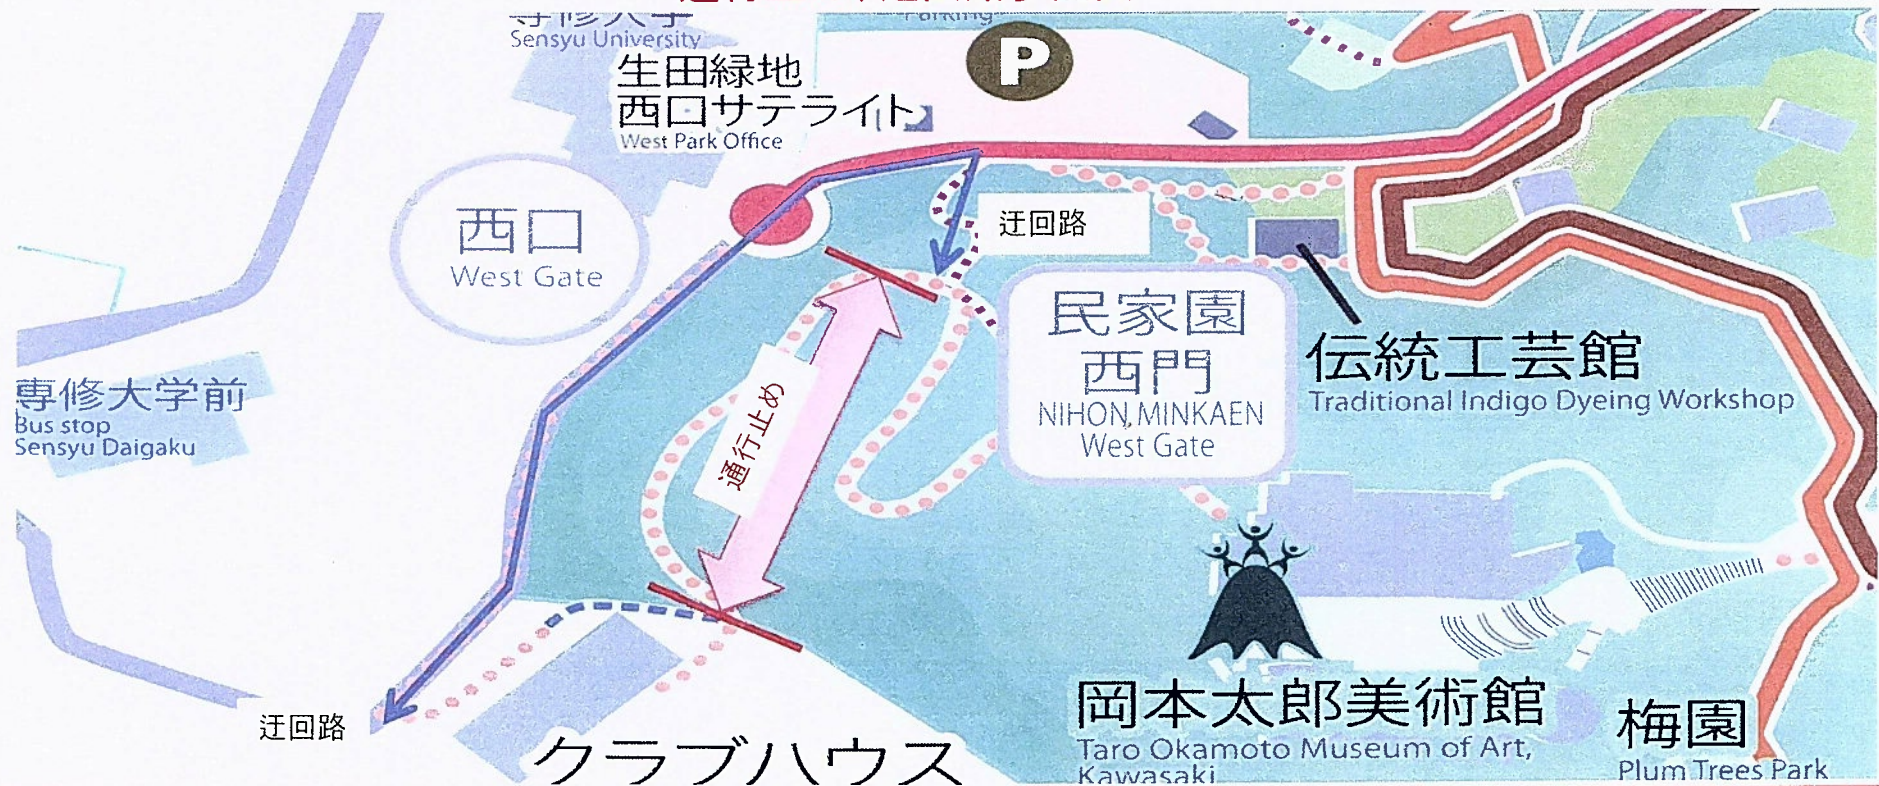 Sensyu University
生田緑地
西口サテライト
West Park Office
P
西口
West Gate
迂回路
民家園
西門
NIHON,MINKAEN
West Gate
伝統工芸館
Traditional Indigo Dyeing Workshop
専修大学前
Bus stop
Sensyu Daigaku
通行止め
迂回路
クラブハウス
岡本太郎美術館
Taro Okamoto Museum of Art,
Kawasaki
梅園
Plum Trees Park